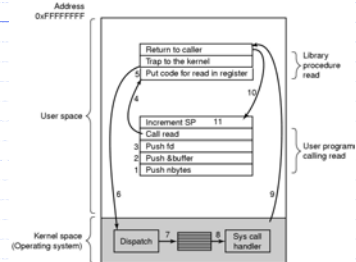 Address
0xFFFFFFFF
Return to caller
Trap to the kernel
5 Put code for read in register
Library
procedure
read
4
10
User space
Increment SP 11
Call read
3 Push fd
2 Push &buffer
1 Push nbytes
User program
calling read
6
9
Kernel space
(Operating system)
Dispatch
7
8
Sys call
handler